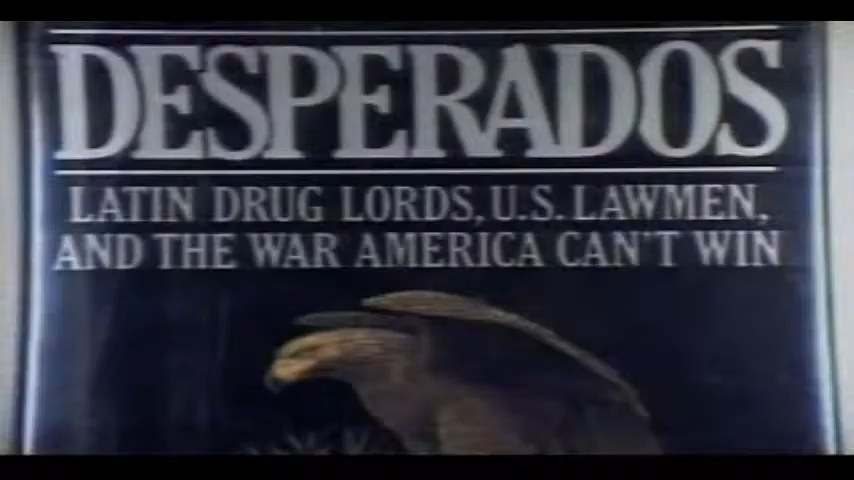 DESPERADOS
LATIN DRUG LORDS, U.S. LAWMEN,
AND THE WAR AMERICA CAN'T WIN